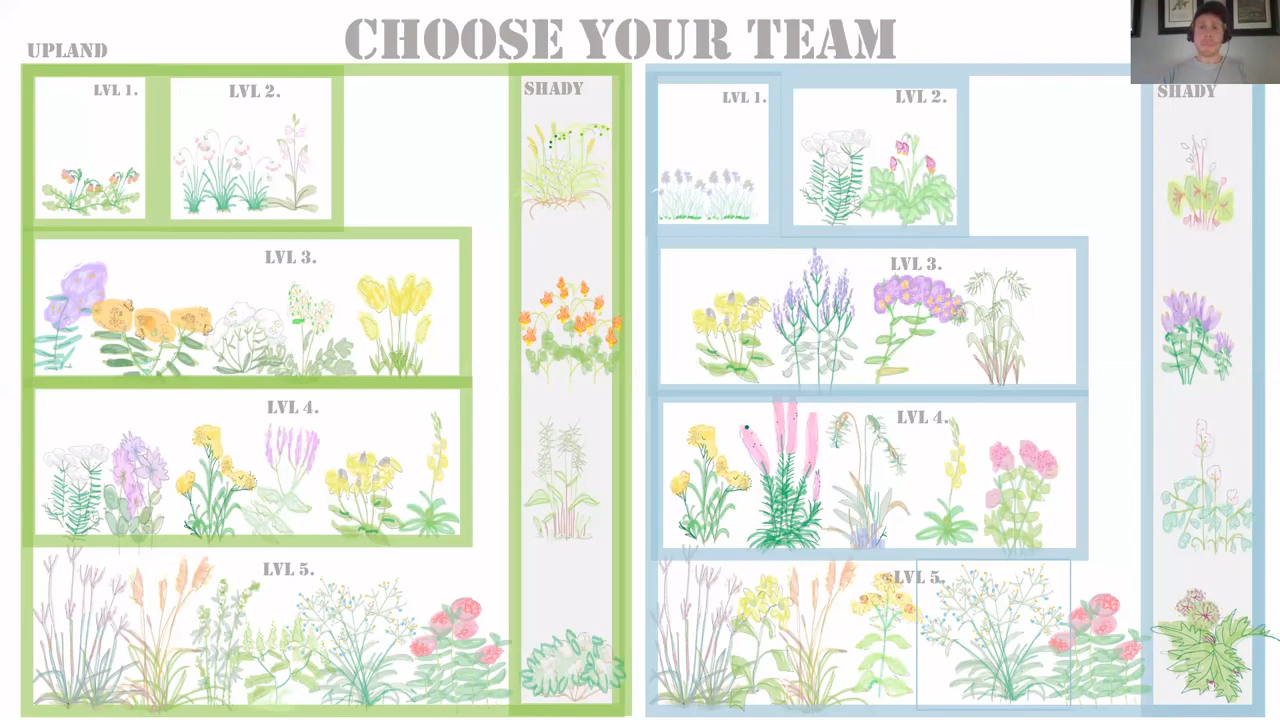 CHOOSE YOUR TEAM
UPLAND
LVL 1.
LVL 2.
SHADY
LVL 3.
LVL 4.
LVL 5.
LVL 1.
LVL 2.
SHADY
LVL 3.
LVL 4.
LVL 5.